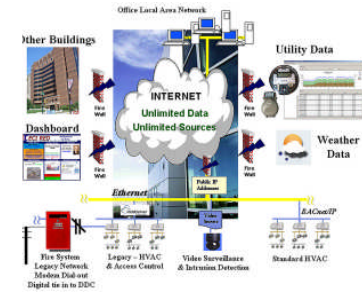 Office Local Area Network
Other Buildings
Utility Data
Fire
Wall
Fire
Wall
INTERNET
Unlimited Data
Unlimited Sources
Dashboard
Weather
Data
Fire
Wall
Fire
Wall
Public IP
Addresses
Ethernet
BACnet/IP
Video
Fire System
Legacy Network
Modem Dial out
Digital tie in to DDC
Legacy - HVAC
& Access Control
Video Surveillance
& Intrusion Detection
Standard HVAC